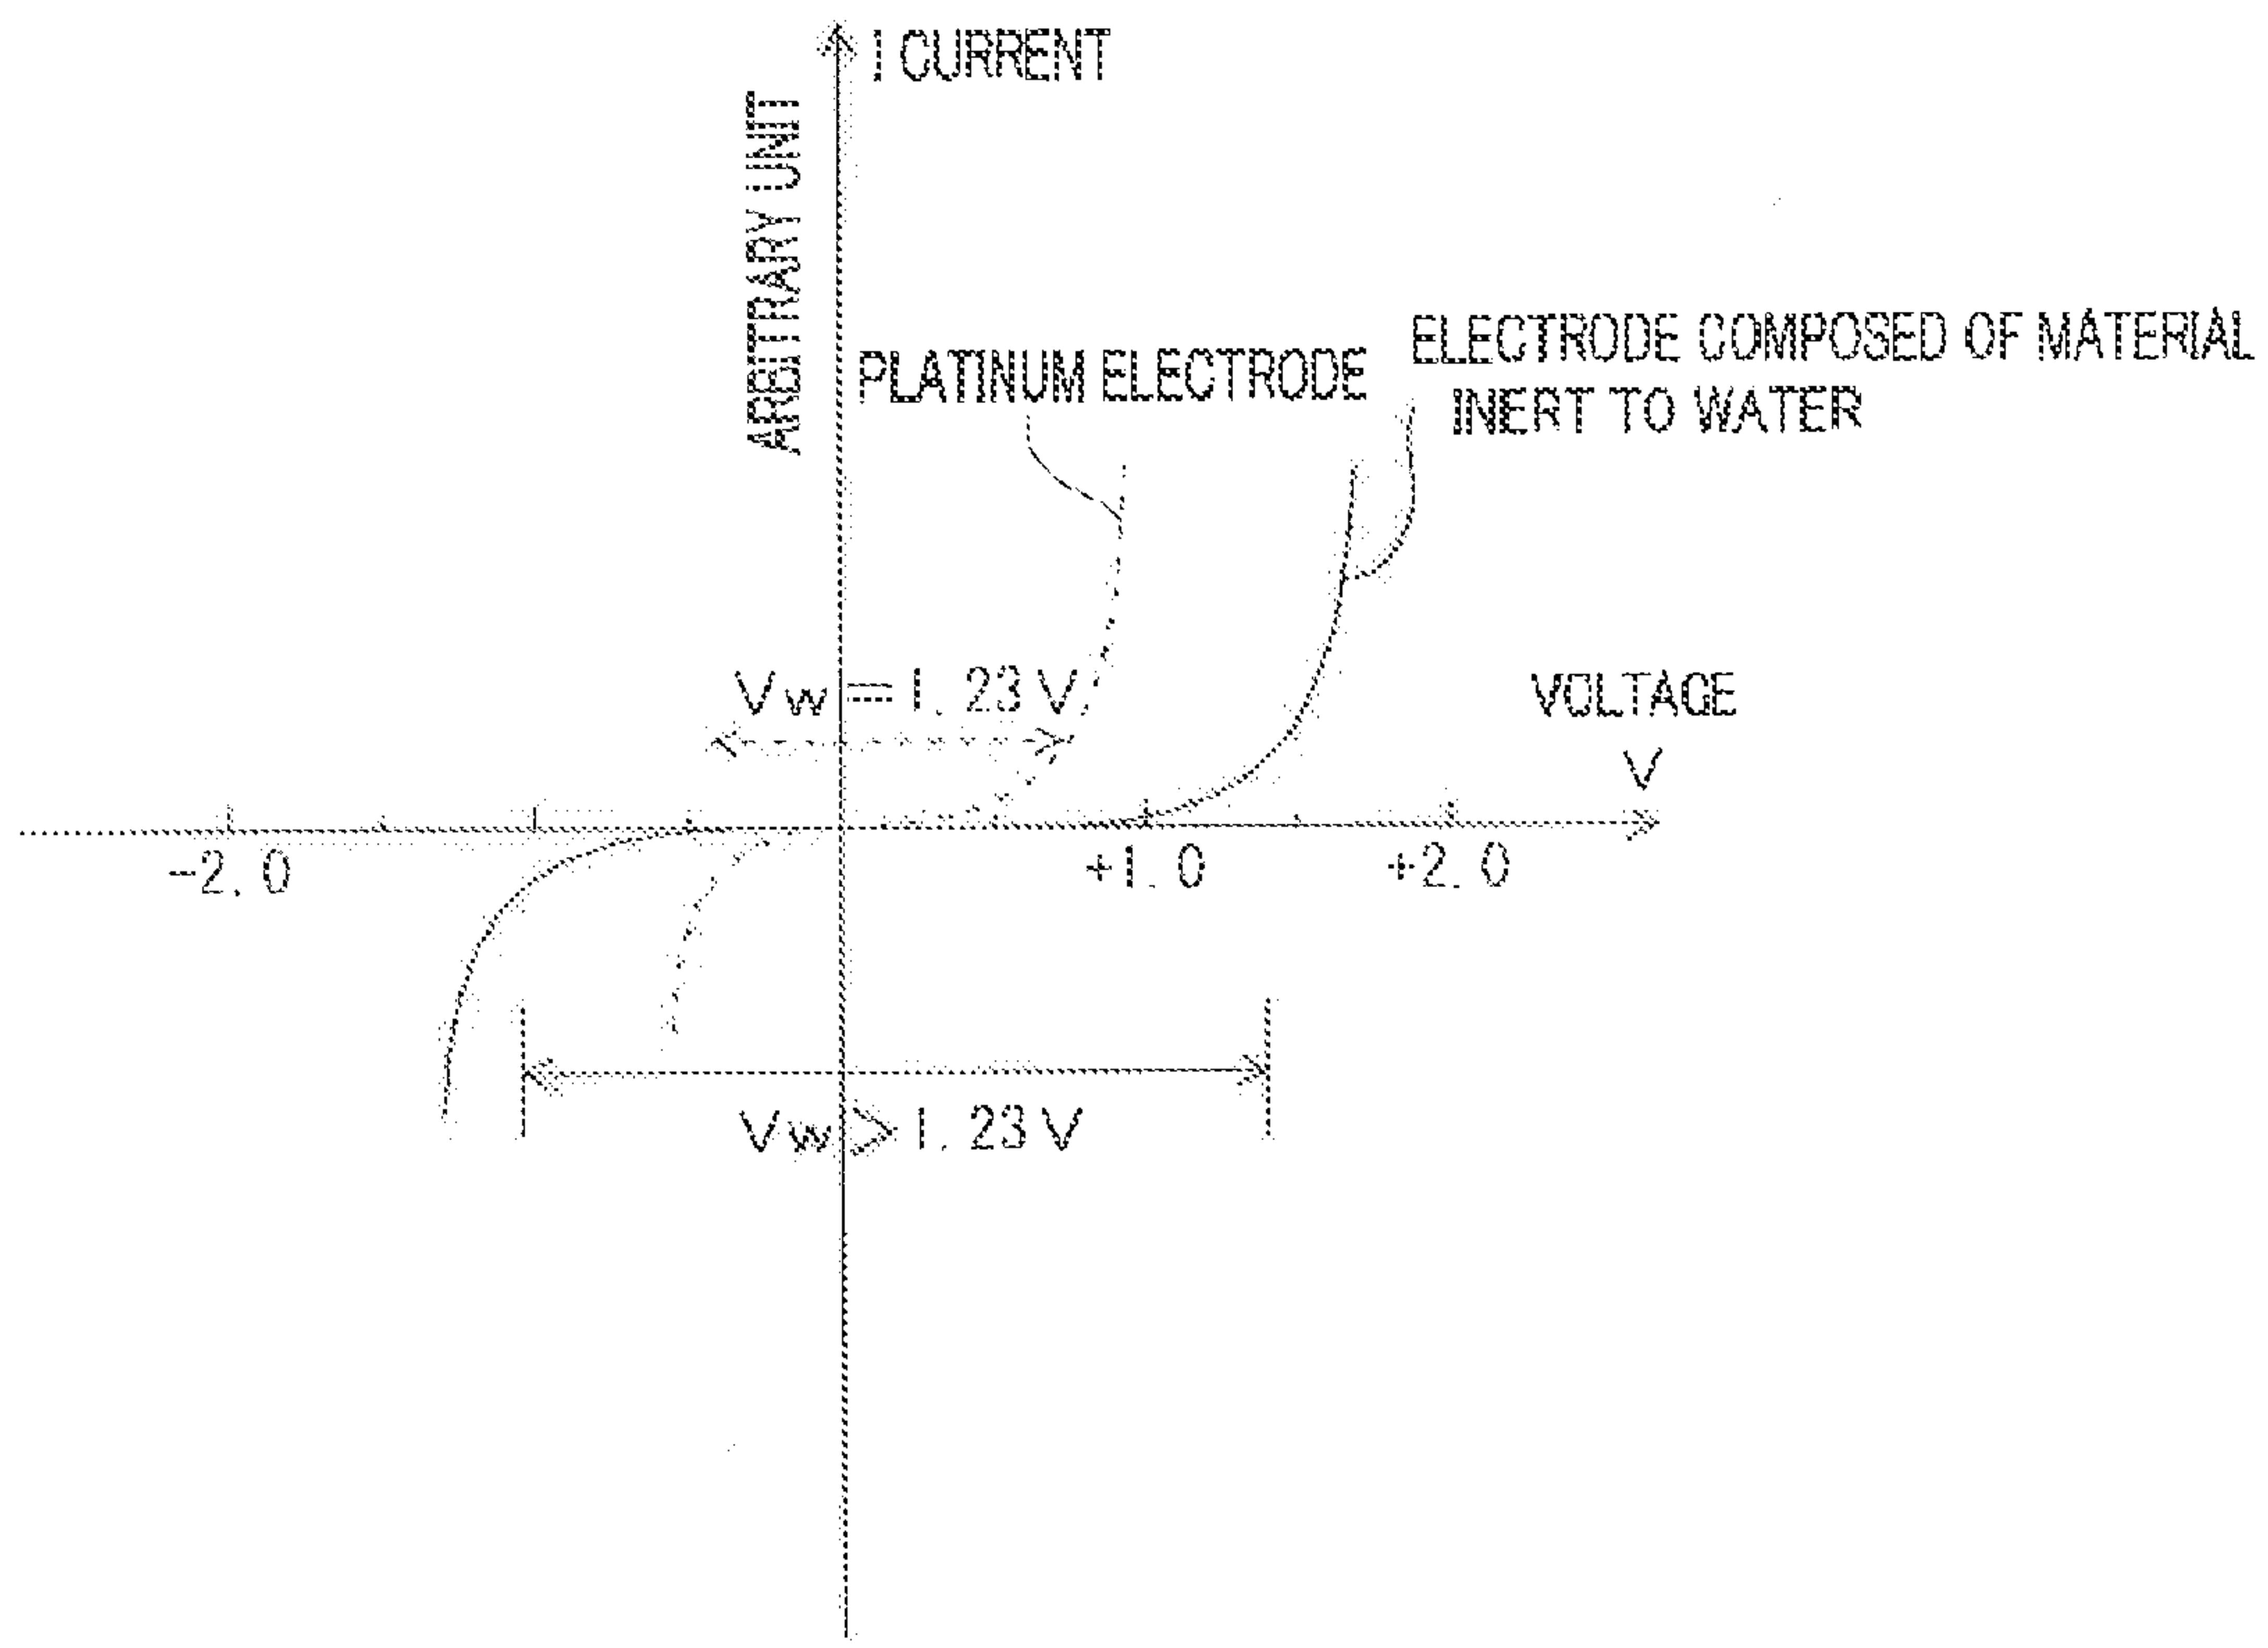 I CURRENT
ARBITRARY UNIT
PLATINUM ELECTRODE
ELECTRODE COMPOSED OF MATERIAL
INERT TO WATER
Vw=1.23V
VOLTAGE
V
-2.0
+1.0
+2.0
Vw>1.23V